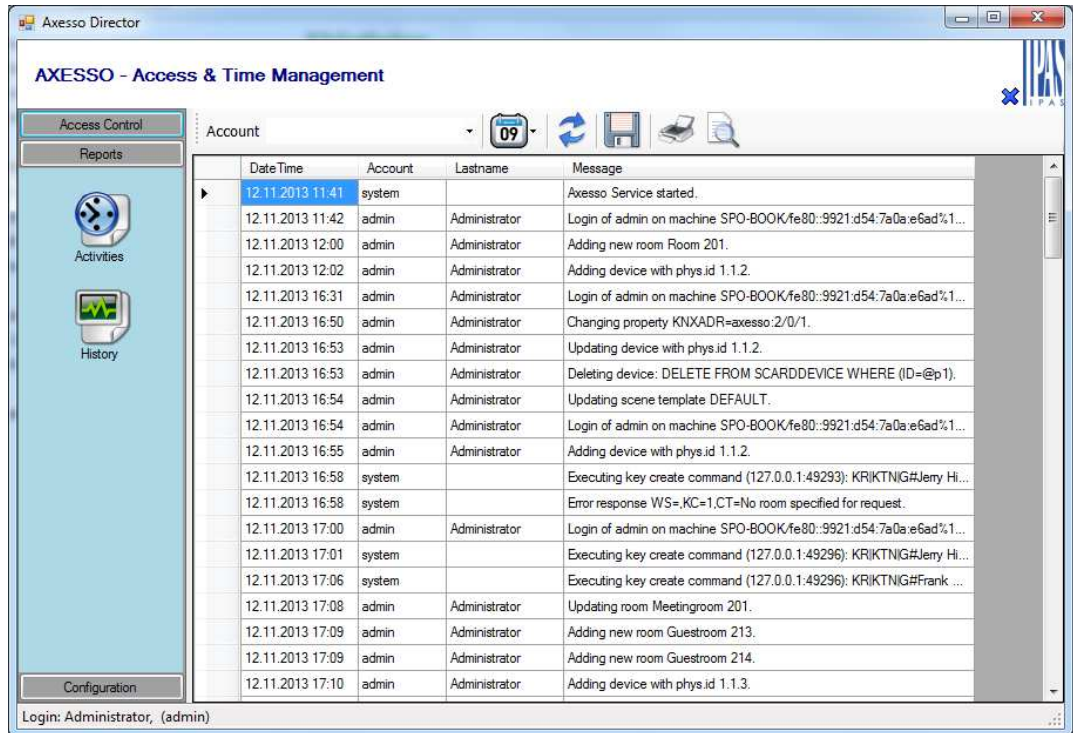 Axesso Director
AXESSO - Access & Time Management
IPAS
Access Control
Reports
Activities
History
Configuration
Account
09
DateTime Account Lastname Message
12.11.2013 11:41 system Axesso Service started.
12.11.2013 11:42 admin Administrator Login of admin on machine SPO-BOOK/fe80::9921:d54:7a0a:e6ad%1...
12.11.2013 12:00 admin Administrator Adding new room Room 201.
12.11.2013 12:02 admin Administrator Adding device with phys.id 1.1.2.
12.11.2013 16:31 admin Administrator Login of admin on machine SPO-BOOK/fe80::9921:d54:7a0a:e6ad%1...
12.11.2013 16:50 admin Administrator Changing property KNXADR=axesso:2/0/1.
12.11.2013 16:53 admin Administrator Updating device with phys.id 1.1.2.
12.11.2013 16:53 admin Administrator Deleting device: DELETE FROM SCARDDEVICE WHERE (ID=@p1).
12.11.2013 16:54 admin Administrator Updating scene template DEFAULT.
12.11.2013 16:54 admin Administrator Login of admin on machine SPO-BOOK/fe80::9921:d54:7a0a:e6ad%1...
12.11.2013 16:55 admin Administrator Adding device with phys.id 1.1.2.
12.11.2013 16:58 system Executing key create command (127.0.0.1:49293): KR|KTN|G#Jerry Hi...
12.11.2013 16:58 system Error response WS=,KC=1,CT=No room specified for request.
12.11.2013 17:00 admin Administrator Login of admin on machine SPO-BOOK/fe80::9921:d54:7a0a:e6ad%1...
12.11.2013 17:01 system Executing key create command (127.0.0.1:49296): KR|KTN|G#Jerry Hi...
12.11.2013 17:06 system Executing key create command (127.0.0.1:49296): KR|KTN|G#Frank ...
12.11.2013 17:08 admin Administrator Updating room Meetingroom 201.
12.11.2013 17:09 admin Administrator Adding new room Guestroom 213.
12.11.2013 17:09 admin Administrator Adding new room Guestroom 214.
12.11.2013 17:10 admin Administrator Adding device with phys.id 1.1.3.
Login: Administrator, (admin)